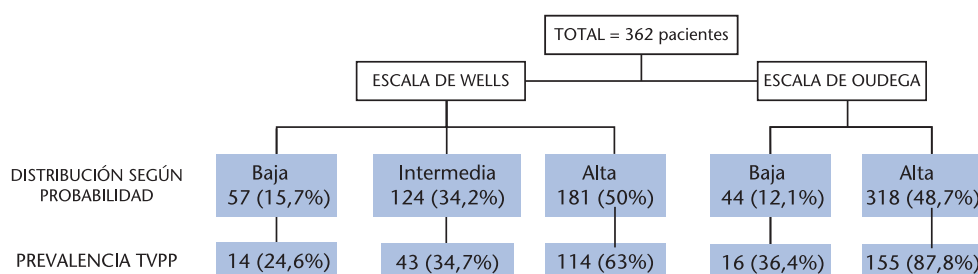 TOTAL = 362 pacientes
ESCALA DE WELLS
ESCALA DE OUDEGA
DISTRIBUCIÓN SEGÚN
PROBABILIDAD
Baja
57 (15,7%)
Intermedia
124 (34,2%)
Alta
181 (50%)
Baja
44 (12,1%)
Alta
318 (48,7%)
PREVALENCIA TVPP
14 (24,6%)
43 (34,7%)
114 (63%)
16 (36,4%)
155 (87,8%)